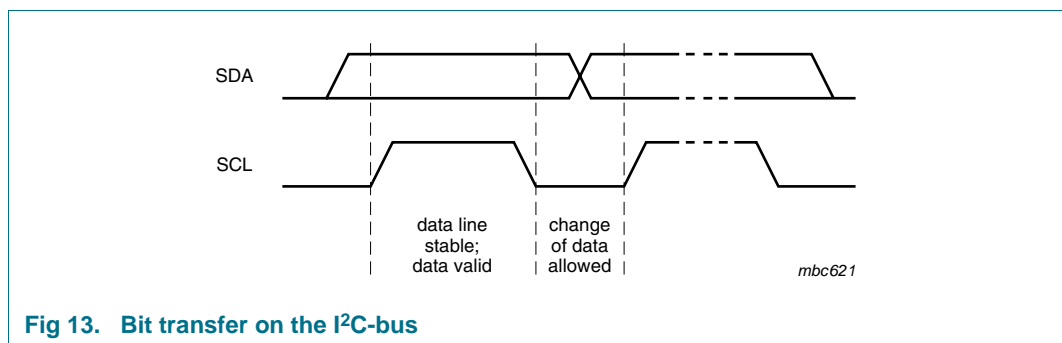 SDA
SCL
data line
stable;
data valid
change
of data
allowed
mbc621
Fig 13. Bit transfer on the I²C-bus